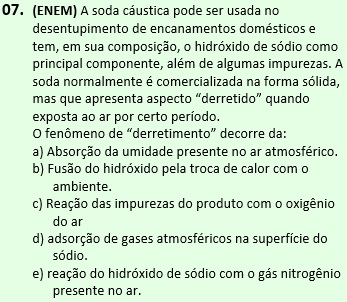 07. (ENEM) A soda cáustica pode ser usada no
desentupimento de encanamentos domésticos e
tem, em sua composição, o hidróxido de sódio como
principal componente, além de algumas impurezas. A
soda normalmente é comercializada na forma sólida,
mas que apresenta aspecto “derretido” quando
exposta ao ar por certo período.
O fenômeno de “derretimento” decorre da:
a) Absorção da umidade presente no ar atmosférico.
b) Fusão do hidróxido pela troca de calor com o
ambiente.
c) Reação das impurezas do produto com o oxigênio
do ar
d) adsorção de gases atmosféricos na superfície do
sódio.
e) reação do hidróxido de sódio com o gás nitrogênio
presente no ar.